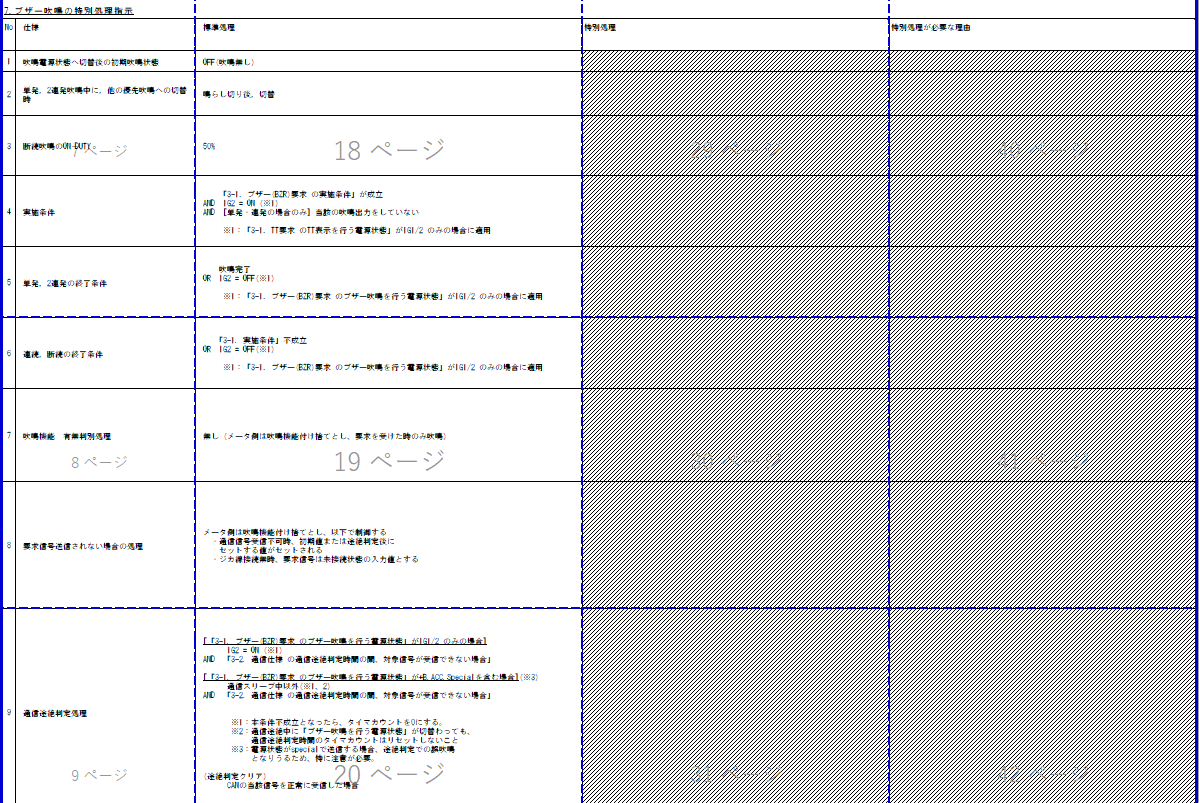 7. ブザー吹鳴の特別処理指示
No 仕様 標準処理 特別処理 特別処理が必要な理由
1 吹鳴電源状態へ切替後の初期吹鳴状態 OFF(吹鳴無し)
2 単発, 2連発吹鳴中に, 他の優先吹鳴への切替時 鳴らし切り後, 切替
3 断続吹鳴のON-DUTY。 50%
7 ページ 18 ページ
4 実施条件
「3-1. ブザー(BZR)要求 の実施条件」が成立
AND IG2 = ON (※1)
AND [単発・連発の場合のみ] 当該の吹鳴出力をしていない
※1：「3-1. TT要求 のTT表示を行う電源状態」がIG1/2 のみの場合に適用
5 単発, 2連発の終了条件
吹鳴完了
OR IG2 = OFF(※1)
※1：「3-1. ブザー(BZR)要求 のブザー吹鳴を行う電源状態」がIG1/2 のみの場合に適用
6 連続, 断続の終了条件
「3-1. 実施条件」不成立
OR IG2 = OFF(※1)
※1：「3-1. ブザー(BZR)要求 のブザー吹鳴を行う電源状態」がIG1/2 のみの場合に適用
7 吹鳴機能 有無判別処理 無し (メータ側は吹鳴機能付け捨てとし、要求を受けた時のみ吹鳴)
8 ページ 19 ページ
8 要求信号送信されない場合の処理
メータ側は吹鳴機能付け捨てとし、以下で制御する
・通信信号受信不可時、初期値または途絶判定後に
セットする値がセットされる
・ジカ線接続無時、要求信号は未接続状態の入力値とする
9 通信途絶判定処理
[「3-1. ブザー(BZR)要求 のブザー吹鳴を行う電源状態」がIG1/2 のみの場合]
IG2 = ON (※1)
AND 「3-2. 通信仕様 の通信途絶判定時間の間、対象信号が受信できない場合」
[「3-1. ブザー(BZR)要求 のブザー吹鳴を行う電源状態」が+B,ACC,Specialを含む場合](※3)
通信スリープ中以外(※1, 2)
AND 「3-2. 通信仕様 の通信途絶判定時間の間、対象信号が受信できない場合」
※1：本条件不成立となったら、タイマカウントを0にする。
※2：通信途絶中に「ブザー吹鳴を行う電源状態」が切替わっても、
通信途絶判定時間のタイマカウントはリセットしないこと
※3：電源状態がspecialで送信する場合、途絶判定での誤吹鳴
となりうるため、特に注意が必要。
(途絶判定クリア)
CANの当該信号を正常に受信した場合
9 ページ 20 ページ